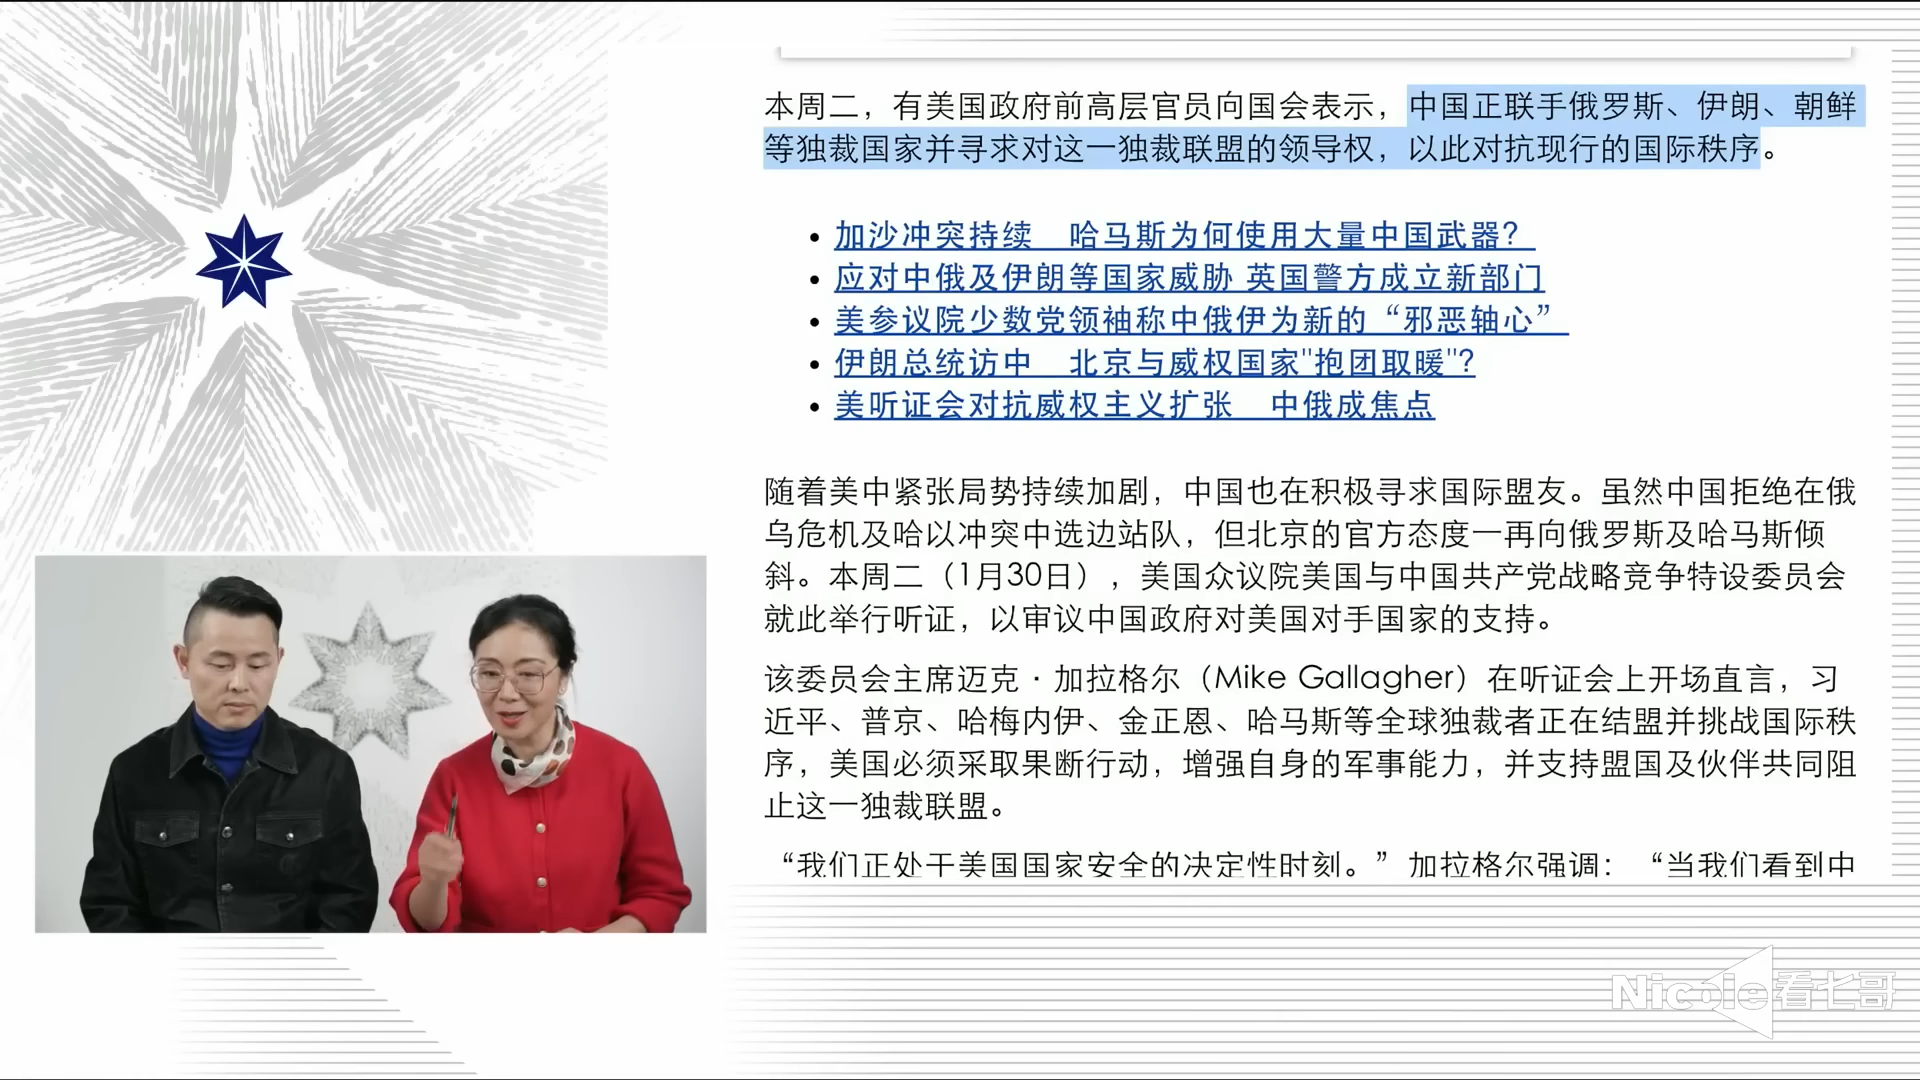 本周二，有美国政府前高层官员向国会表示，中国正联手俄罗斯、伊朗、朝鲜
等独裁国家并寻求对这一独裁联盟的领导权，以此对抗现行的国际秩序。
• 加沙冲突持续　哈马斯为何使用大量中国武器？
• 应对中俄及伊朗等国家威胁 英国警方成立新部门
• 美参议院少数党领袖称中俄伊为新的“邪恶轴心”
• 伊朗总统访中　北京与威权国家"抱团取暖"?
• 美听证会对抗威权主义扩张　中俄成焦点
随着美中紧张局势持续加剧，中国也在积极寻求国际盟友。虽然中国拒绝在俄
乌危机及哈以冲突中选边站队，但北京的官方态度一再向俄罗斯及哈马斯倾
斜。本周二（1月30日），美国众议院美国与中国共产党战略竞争特设委员会
就此举行听证，以审议中国政府对美国对手国家的支持。
该委员会主席迈克·加拉格尔（Mike Gallagher）在听证会上开场直言，习
近平、普京、哈梅内伊、金正恩、哈马斯等全球独裁者正在结盟并挑战国际秩
序，美国必须采取果断行动，增强自身的军事能力，并支持盟国及伙伴共同阻
止这一独裁联盟。
“我们正处于美国国家安全的决定性时刻。”加拉格尔强调：“当我们看到中
Nicole看七哥